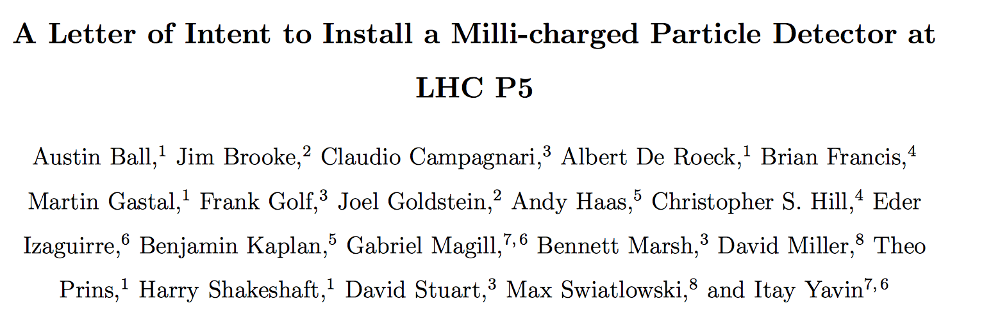 A Letter of Intent to Install a Milli-charged Particle Detector at
LHC P5
Austin Ball,¹ Jim Brooke,² Claudio Campagnari,³ Albert De Roeck,¹ Brian Francis,⁴
Martin Gastal,¹ Frank Golf,³ Joel Goldstein,² Andy Haas,⁵ Christopher S. Hill,⁴ Eder
Izaguirre,⁶ Benjamin Kaplan,⁵ Gabriel Magill,⁷,⁶ Bennett Marsh,³ David Miller,⁸ Theo
Prins,¹ Harry Shakeshaft,¹ David Stuart,³ Max Swiatlowski,⁸ and Itay Yavin⁷,⁶